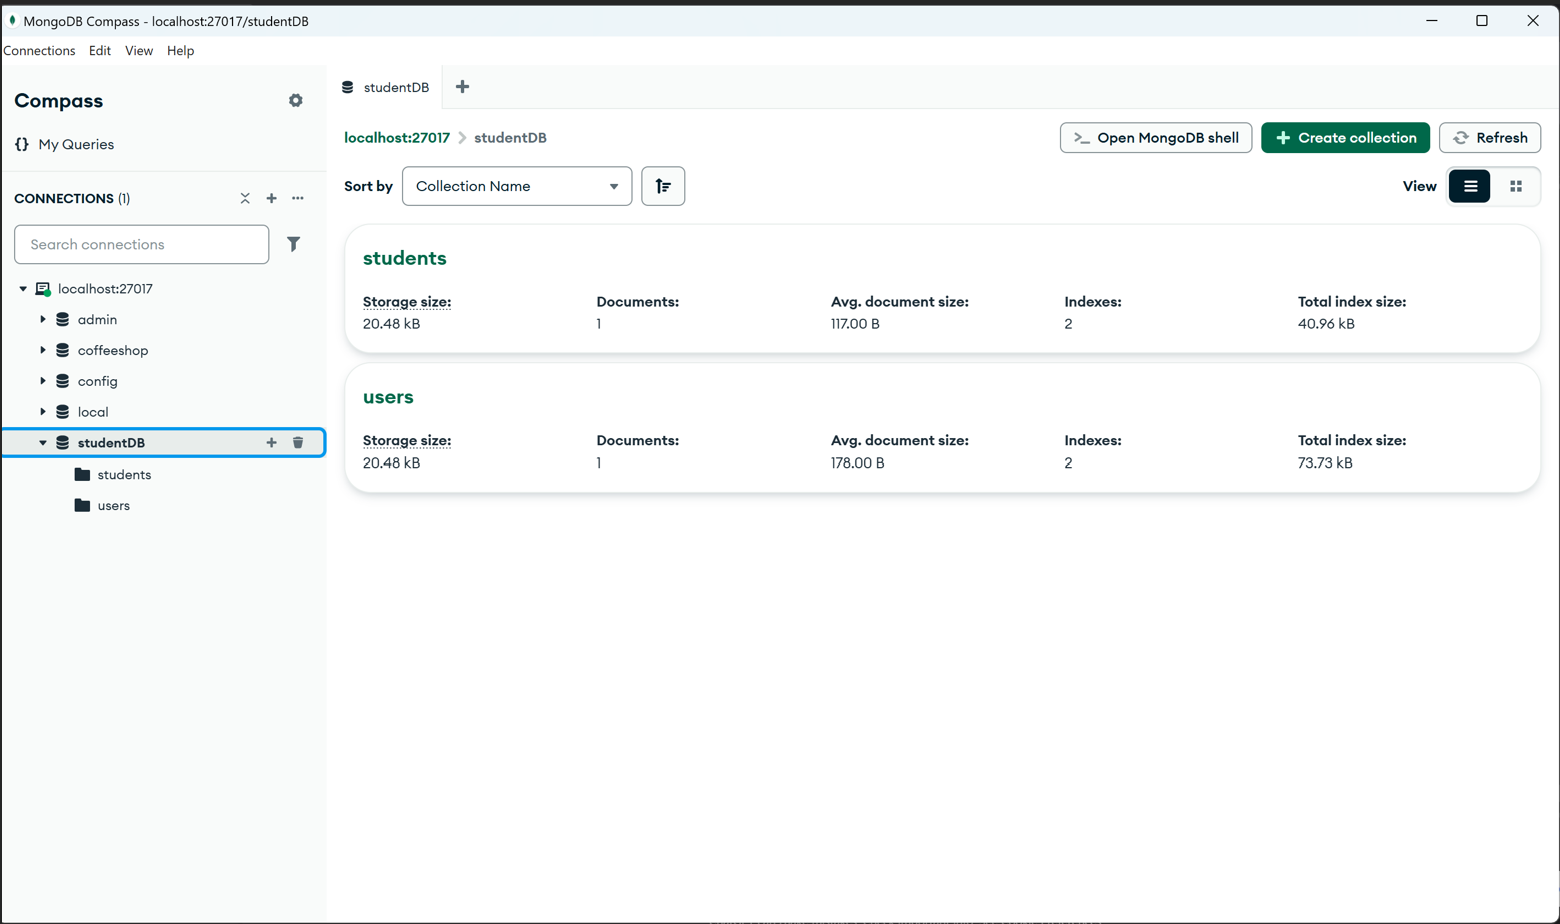 MongoDB Compass - localhost:27017/studentDB
Connections Edit View Help
Compass
{} My Queries
CONNECTIONS (1)
Search connections
localhost:27017
admin
coffeeshop
config
local
studentDB
students
users
studentDB
localhost:27017 > studentDB
>_ Open MongoDB shell
+ Create collection
Refresh
Sort by Collection Name
View
students
Storage size: Documents: Avg. document size: Indexes: Total index size:
20.48 kB 1 117.00 B 2 40.96 kB
users
Storage size: Documents: Avg. document size: Indexes: Total index size:
20.48 kB 1 178.00 B 2 73.73 kB